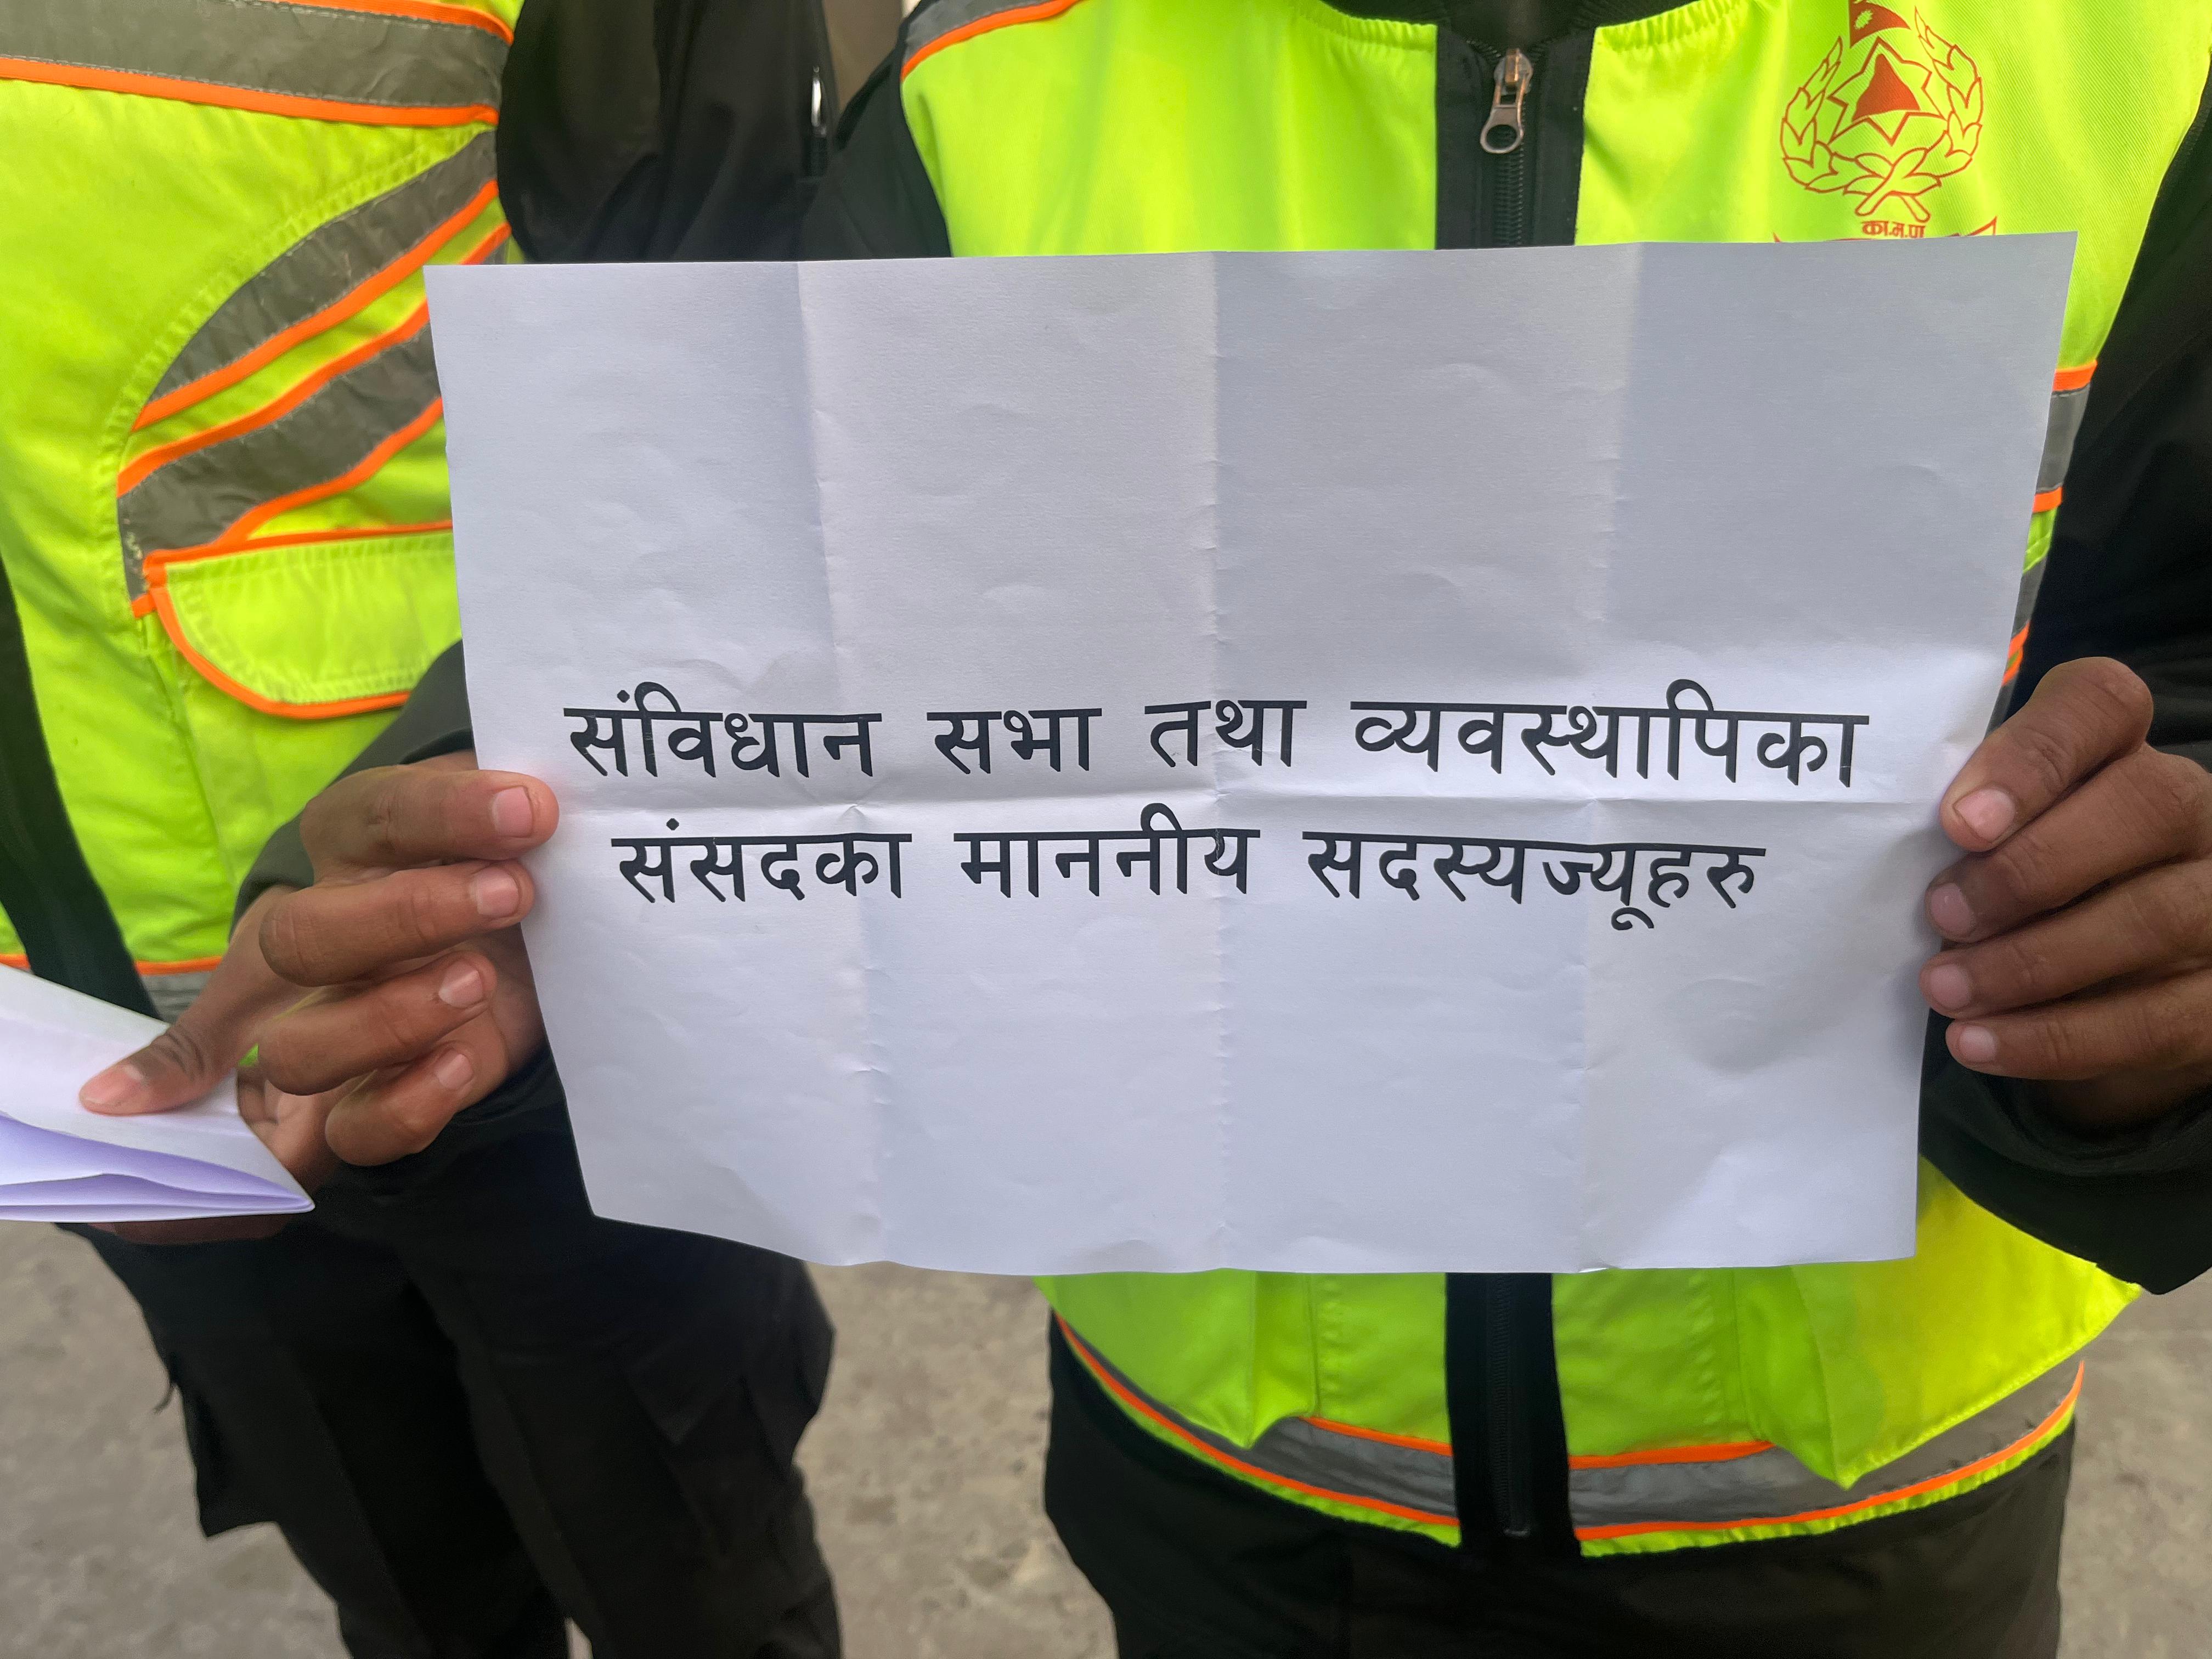 का.म.पा
संविधान सभा तथा व्यवस्थापिका
संसदका माननीय सदस्यज्यूहरु